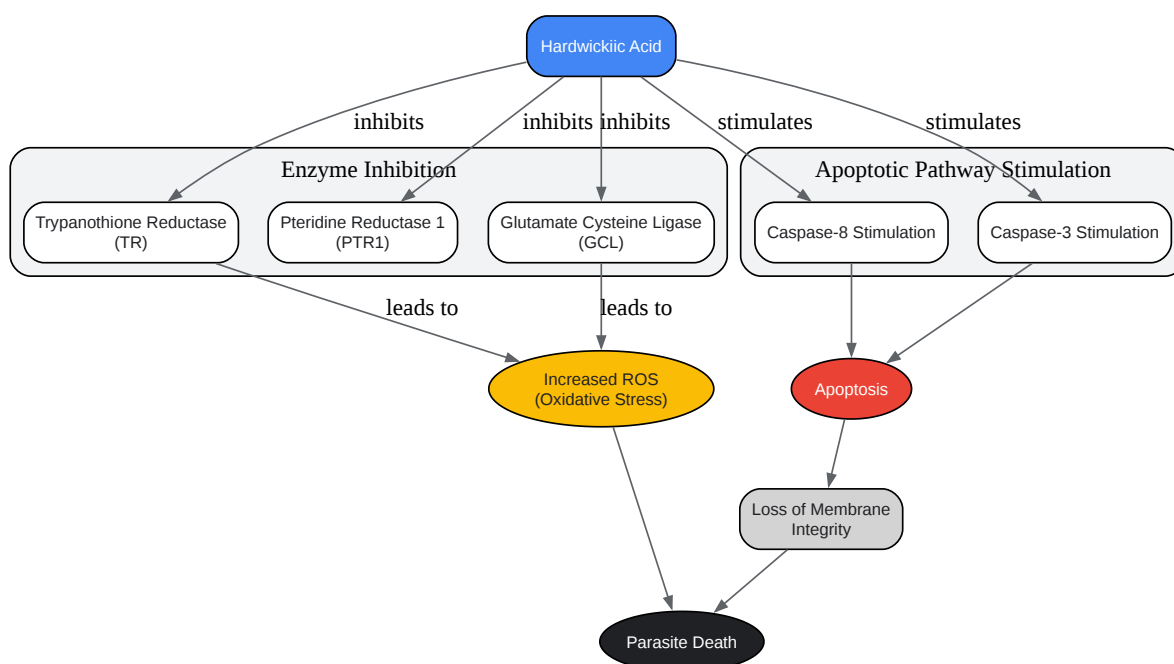 Hardwickiic Acid
inhibits
inhibits
inhibits
stimulates
stimulates
Enzyme Inhibition
Apoptotic Pathway Stimulation
Trypanothione Reductase
(TR)
Pteridine Reductase 1
(PTR1)
Glutamate Cysteine Ligase
(GCL)
Caspase-8 Stimulation
Caspase-3 Stimulation
leads to
leads to
Increased ROS
(Oxidative Stress)
Apoptosis
Loss of Membrane
Integrity
Parasite Death